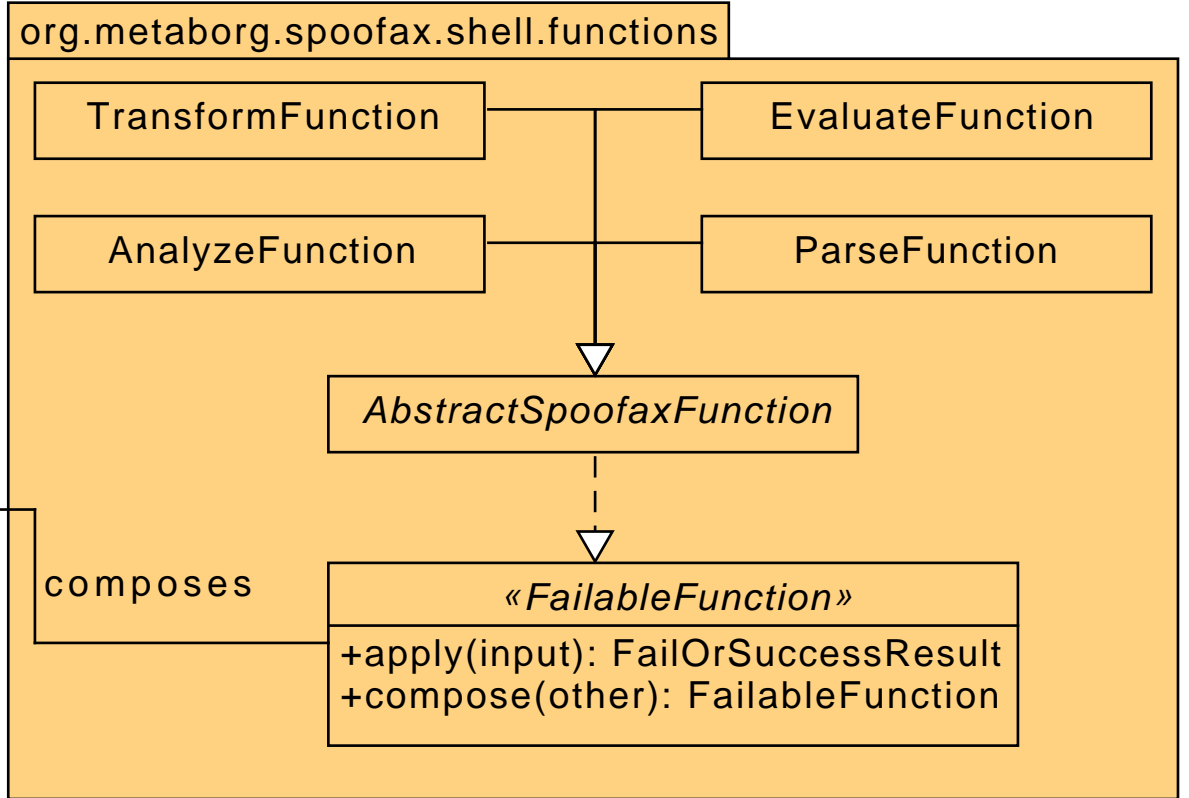 org.metaborg.spoofax.shell.functions
TransformFunction
EvaluateFunction
AnalyzeFunction
ParseFunction
AbstractSpoofaxFunction
composes
«FailableFunction»
+apply(input): FailOrSuccessResult
+compose(other): FailableFunction